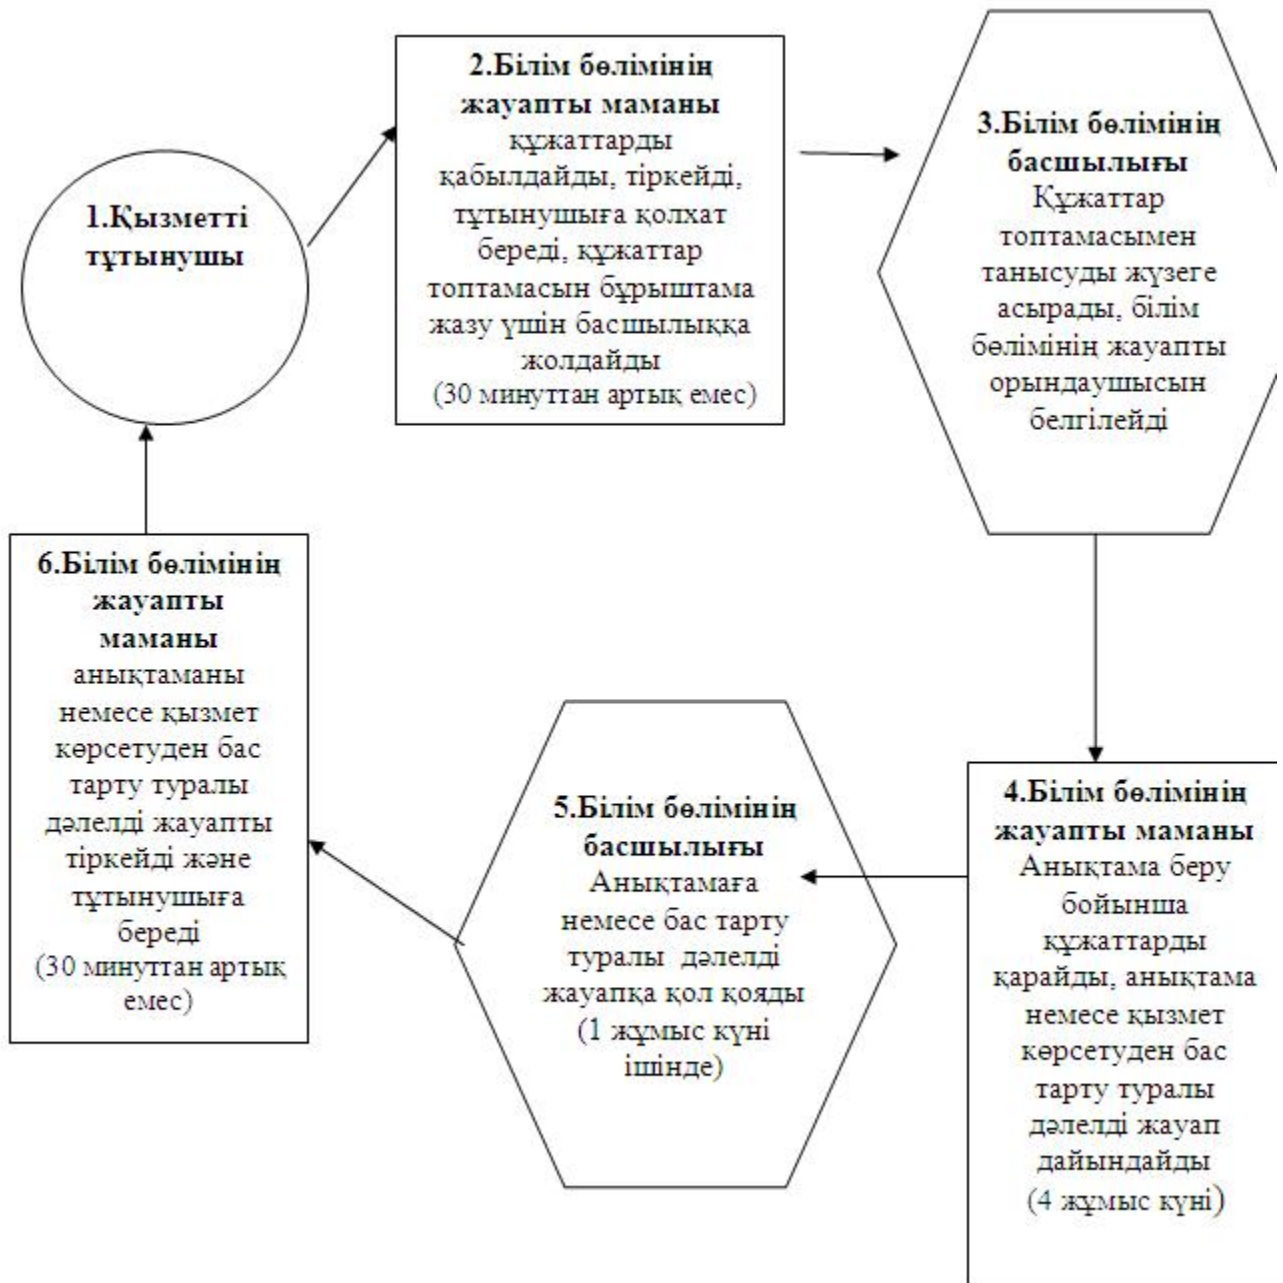 1.Қызметті
тұтынушы
2.Білім бөлімінің
жауапты маманы
құжаттарды
қабылдайды, тіркейді,
тұтынушыға қолхат
береді, құжаттар
топтамасын бұрыштама
жазу үшін басшылыққа
жолдайды
(30 минуттан артық емес)
3.Білім бөлімінің
басшылығы
Құжаттар
топтамасымен
танысуды жүзеге
асырады, білім
бөлімінің жауапты
орындаушысын
белгілейді
4.Білім бөлімінің
жауапты маманы
Анықтама беру
бойынша
құжаттарды
қарайды, анықтама
немесе қызмет
көрсетуден бас
тарту туралы
дәлелді жауап
дайындайды
(4 жұмыс күні)
5.Білім бөлімінің
басшылығы
Анықтамаға
немесе бас тарту
туралы дәлелді
жауапқа қол қояды
(1 жұмыс күні
ішінде)
6.Білім бөлімінің
жауапты
маманы
анықтаманы
немесе қызмет
көрсетуден бас
тарту туралы
дәлелді жауапты
тіркейді және
тұтынушыға
береді
(30 минуттан артық
емес)